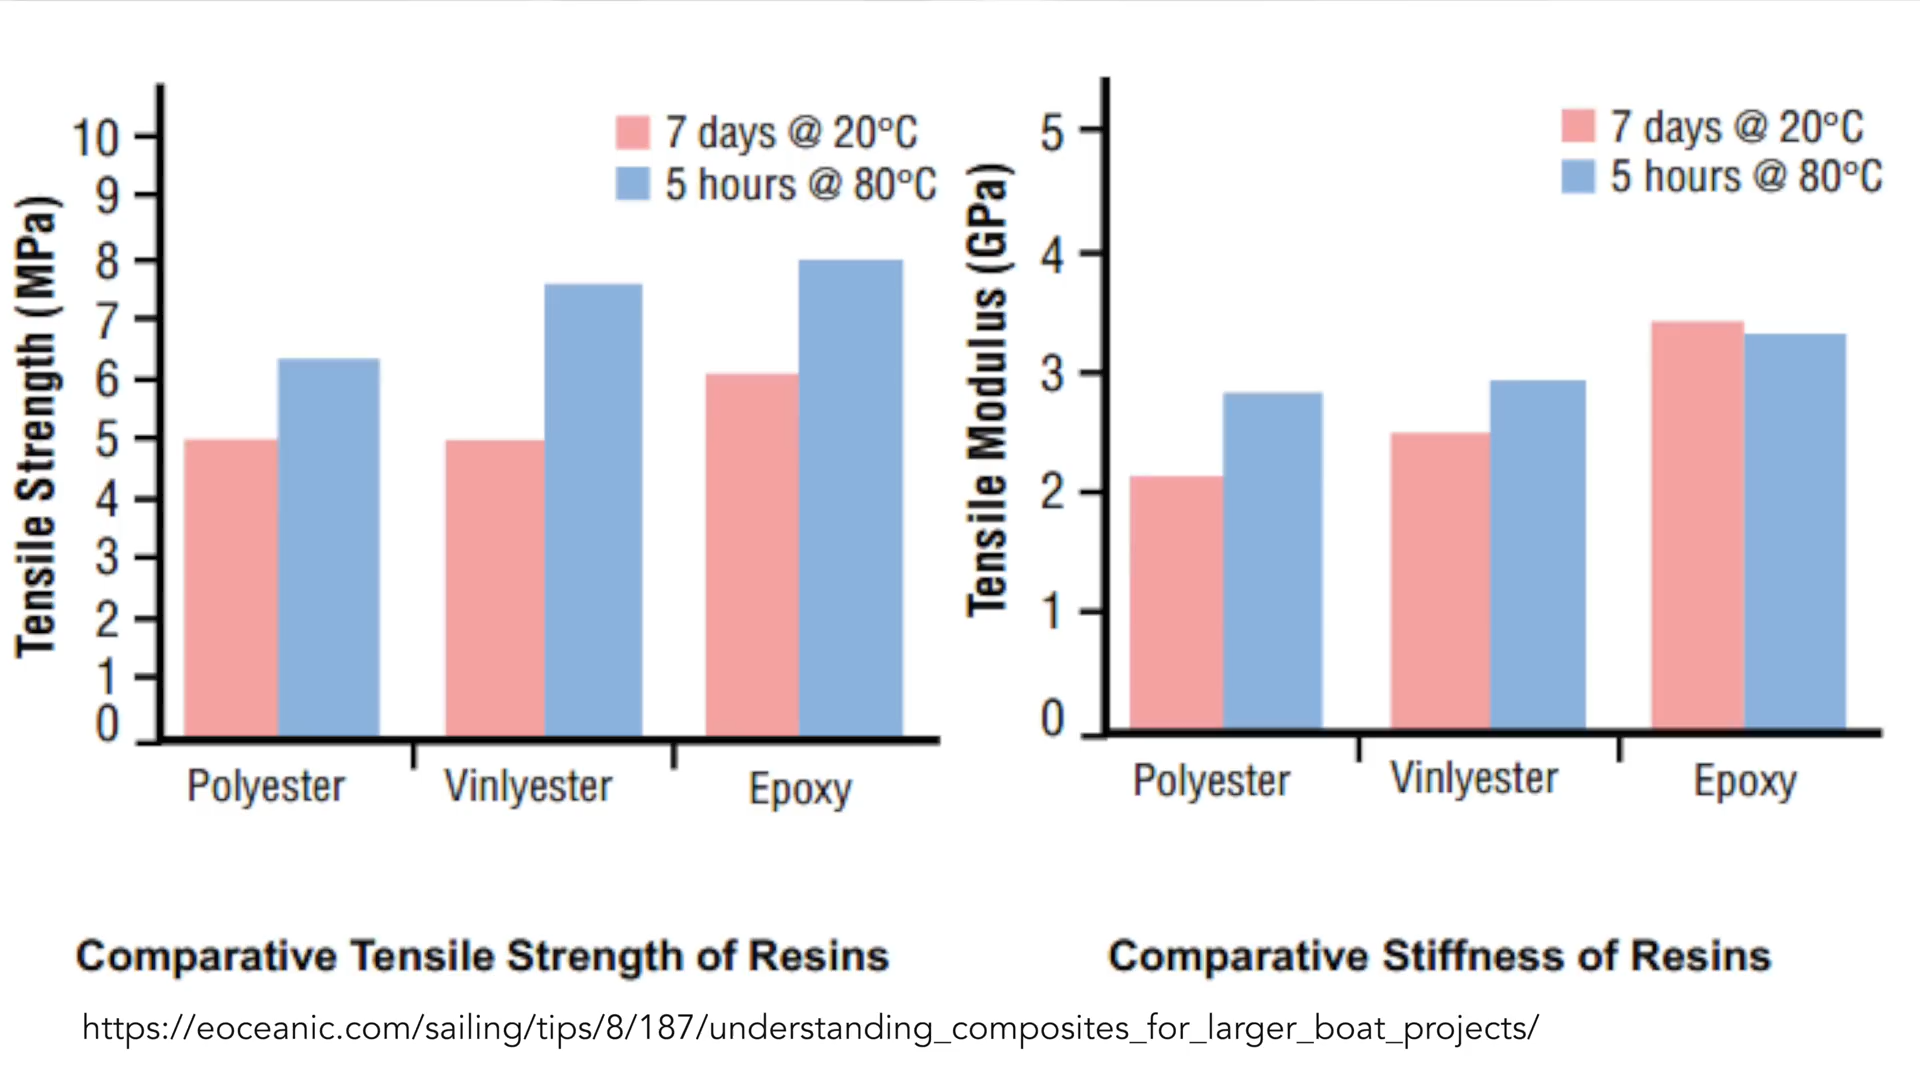 Tensile Strength (MPa)
10
9
8
7
6
5
4
3
2
1
0
7 days @ 20°C
5 hours @ 80°C
Polyester
Vinlyester
Epoxy
Comparative Tensile Strength of Resins
Tensile Modulus (GPa)
5
4
3
2
1
0
7 days @ 20°C
5 hours @ 80°C
Polyester
Vinlyester
Epoxy
Comparative Stiffness of Resins
https://eoceanic.com/sailing/tips/8/187/understanding_composites_for_larger_boat_projects/